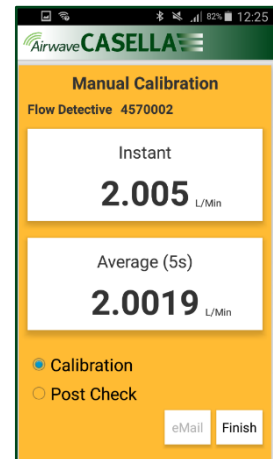 82% 12:25
Airwave CASELLA
Manual Calibration
Flow Detective 4570002
Instant
2.005 L/Min
Average (5s)
2.0019 L/Min
Calibration
Post Check
eMail Finish